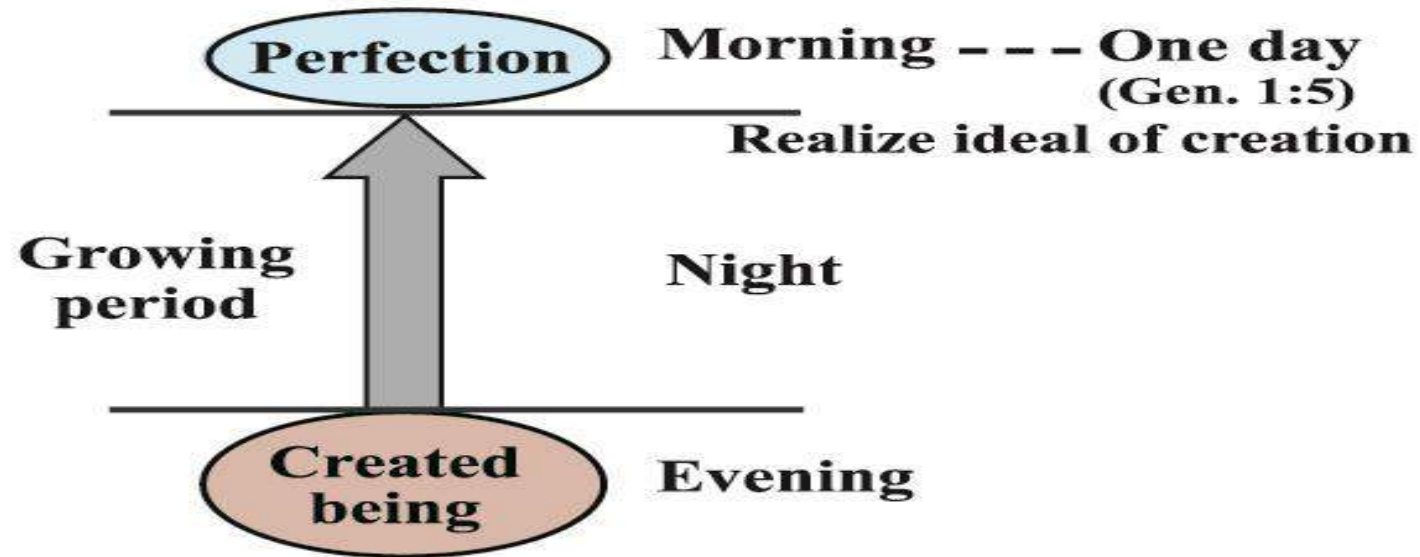 Perfection
Morning --- One day
(Gen. 1:5)
Realize ideal of creation
Growing
period
Night
Created
being
Evening